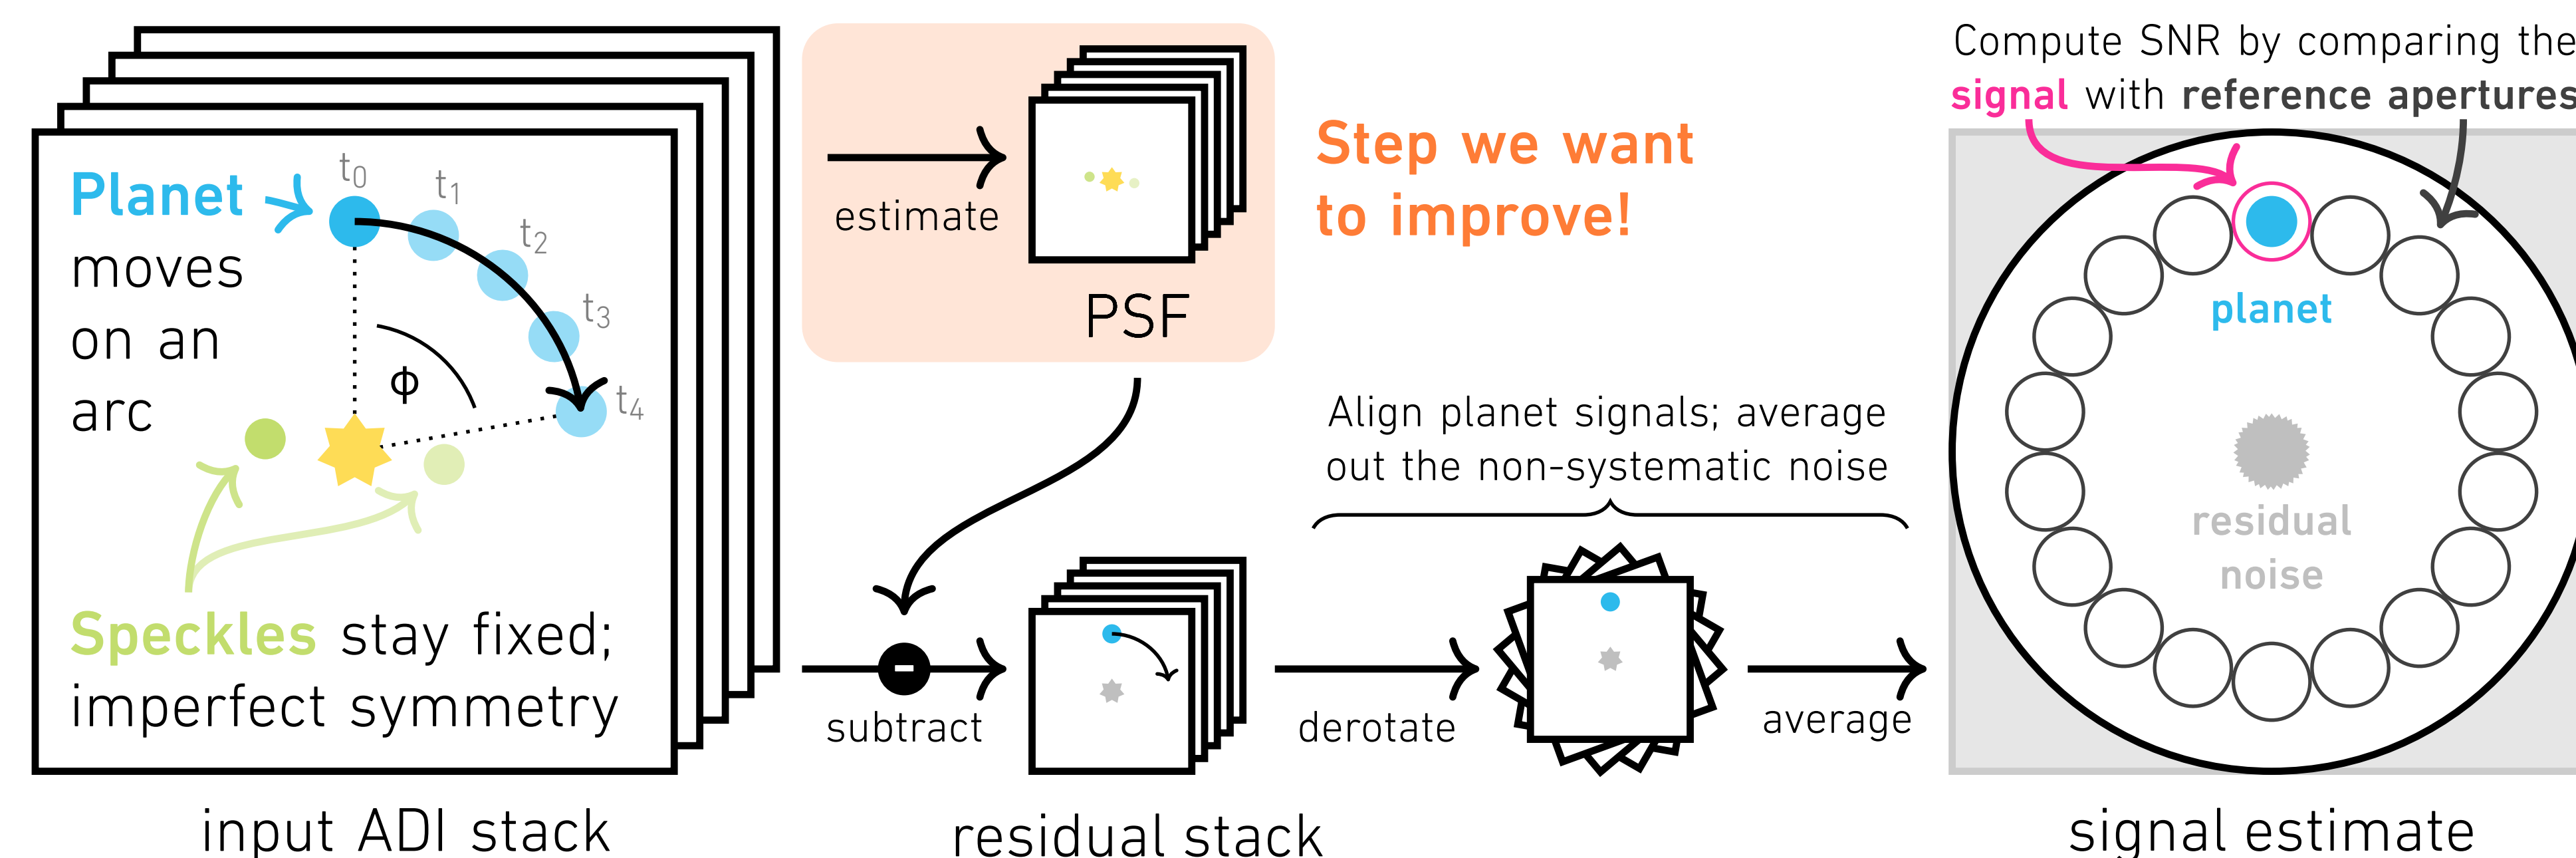 Planet
moves
on an
arc
t0
t1
t2
t3
t4
ϕ
Speckles stay fixed;
imperfect symmetry
input ADI stack
estimate
PSF
Step we want
to improve!
subtract
residual stack
derotate
Align planet signals; average
out the non-systematic noise
average
Compute SNR by comparing the
signal with reference apertures
planet
residual
noise
signal estimate